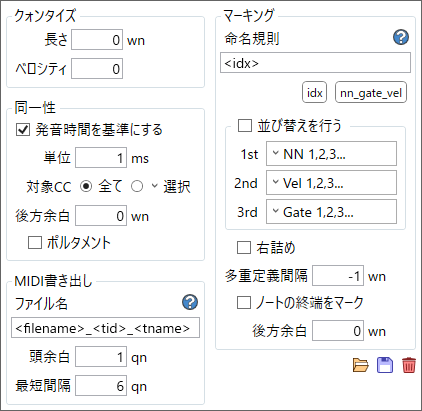 クォンタイズ
長さ 0 wn
ベロシティ 0
同一性
発音時間を基準にする
単位 1 ms
対象CC 全て 選択
後方余白 0 wn
ポルタメント
MIDI書き出し
ファイル名
<filename>_<tid>_<tname>
頭余白 1 qn
最短間隔 6 qn
マーキング
命名規則
<idx>
idx nn_gate_vel
並び替えを行う
1st NN 1,2,3...
2nd Vel 1,2,3...
3rd Gate 1,2,3...
右詰め
多重定義間隔 -1 wn
ノートの終端をマーク
後方余白 0 wn